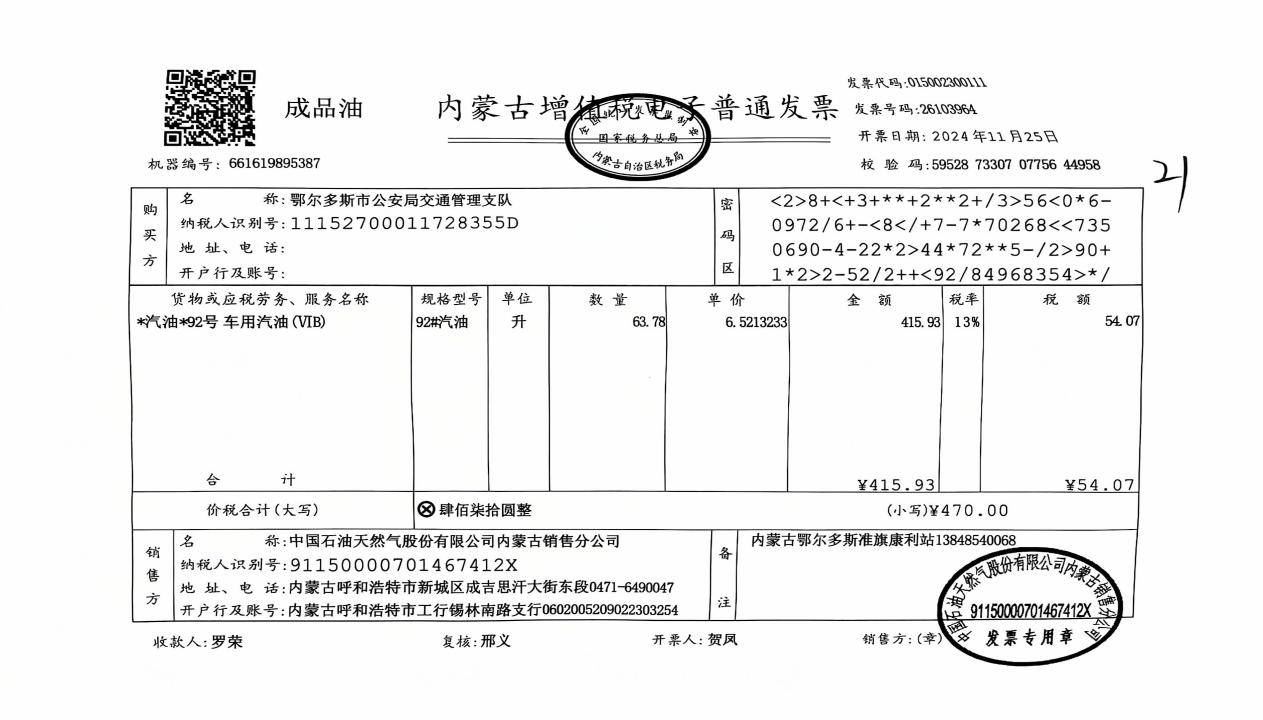 成品油
内蒙古增值税电子普通发票
发票代码:015002300111
发票号码:26103964
开票日期:2024年11月25日
校验码:59528 73307 07756 44958
机器编号:661619895387
全国统一发票监制章
国家税务总局
内蒙古自治区税务局
21
购买方
名称:鄂尔多斯市公安局交通管理支队
纳税人识别号:11152700011728355D
地址、电话:
开户行及账号:
密码区
<2>8+<+3+**+2**2+/3>56<0*6-
0972/6+-<8</+7-7*70268<<735
0690-4-22*2>44*72**5-/2>90+
1*2>2-52/2++<92/84968354>*/
货物或应税劳务、服务名称 规格型号 单位 数量 单价 金额 税率 税额
*汽油*92号 车用汽油(VIB) 92#汽油 升 63.78 6.5213233 415.93 13% 54.07
合计 ¥415.93 ¥54.07
价税合计(大写) ⊗肆佰柒拾圆整 (小写)¥470.00
销售方
名称:中国石油天然气股份有限公司内蒙古销售分公司
纳税人识别号:91150000701467412X
地址、电话:内蒙古呼和浩特市新城区成吉思汗大街东段0471-6490047
开户行及账号:内蒙古呼和浩特市工行锡林南路支行0602005209022303254
备注
内蒙古鄂尔多斯准旗康利站13848540068
中国石油天然气股份有限公司内蒙古销售分公司
91150000701467412X
发票专用章
收款人:罗荣 复核:邢义 开票人:贺凤 销售方:(章)